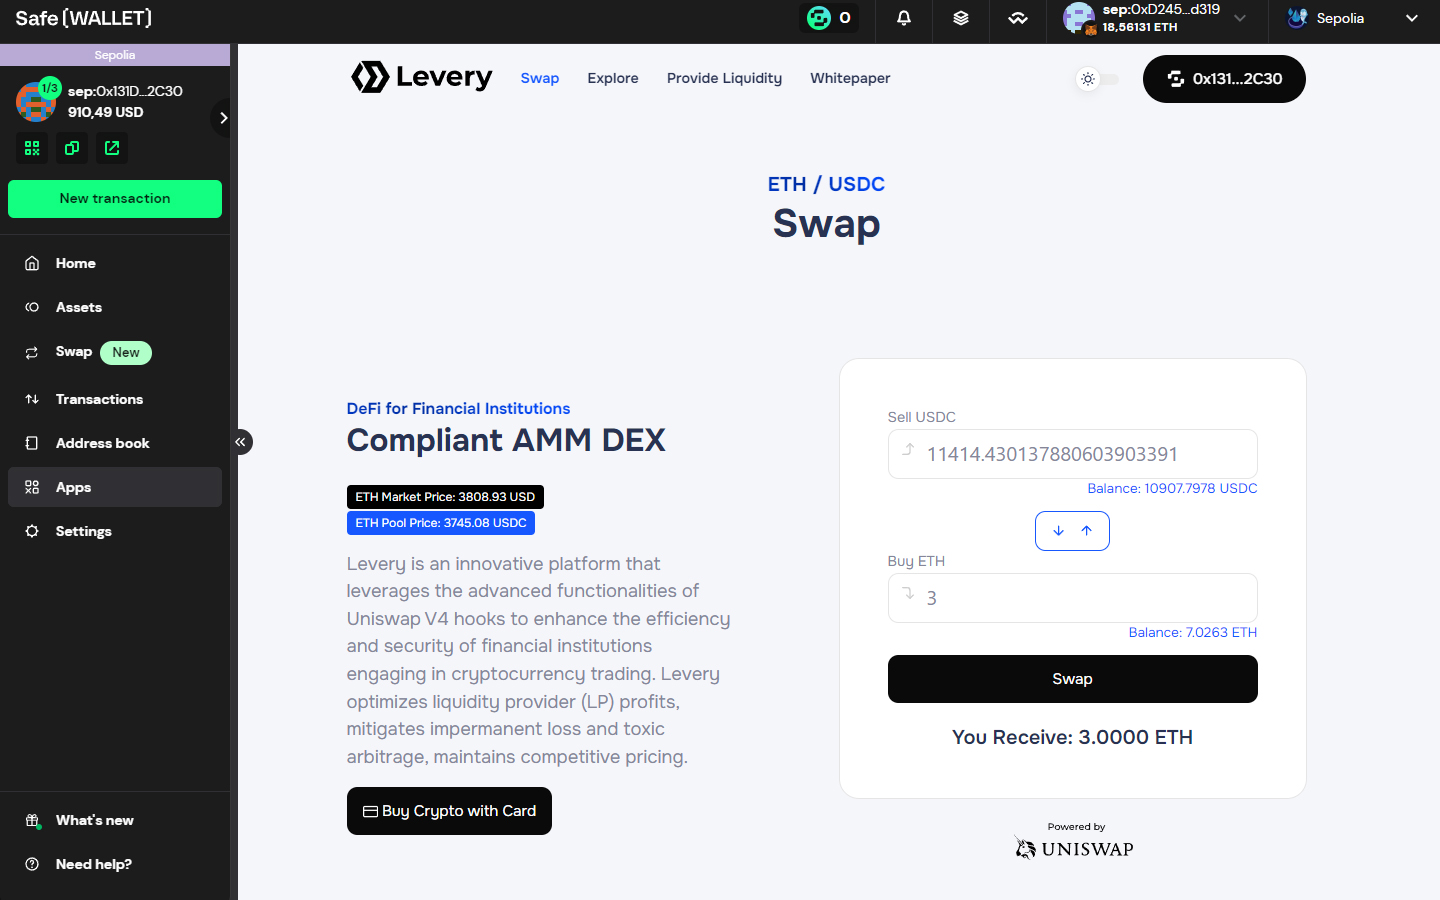 Safe{WALLET}
0
sep:0xD245...d319
18,56131 ETH
Sepolia
Sepolia
1/3
sep:0x131D...2C30
910,49 USD
New transaction
Home
Assets
Swap New
Transactions
Address book
Apps
Settings
What's new
Need help?
Levery
Swap
Explore
Provide Liquidity
Whitepaper
0x131...2C30
ETH / USDC
Swap
DeFi for Financial Institutions
Compliant AMM DEX
ETH Market Price: 3808.93 USD
ETH Pool Price: 3745.08 USDC
Levery is an innovative platform that
leverages the advanced functionalities of
Uniswap V4 hooks to enhance the efficiency
and security of financial institutions
engaging in cryptocurrency trading. Levery
optimizes liquidity provider (LP) profits,
mitigates impermanent loss and toxic
arbitrage, maintains competitive pricing.
Buy Crypto with Card
Sell USDC
11414.430137880603903391
Balance: 10907.7978 USDC
Buy ETH
3
Balance: 7.0263 ETH
Swap
You Receive: 3.0000 ETH
Powered by
UNISWAP